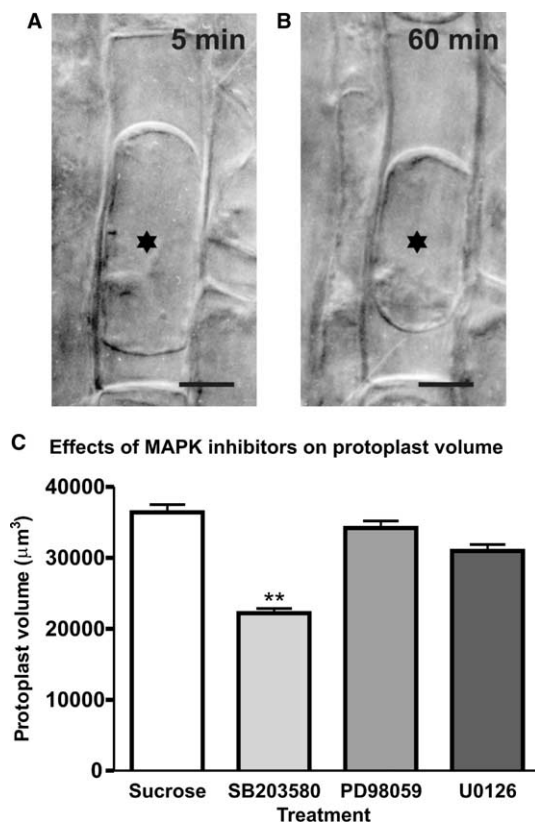 A
5 min
B
60 min
C Effects of MAPK inhibitors on protoplast volume
Protoplast volume (μm³)
40000
30000
20000
10000
0
**
Sucrose SB203580 PD98059 U0126
Treatment